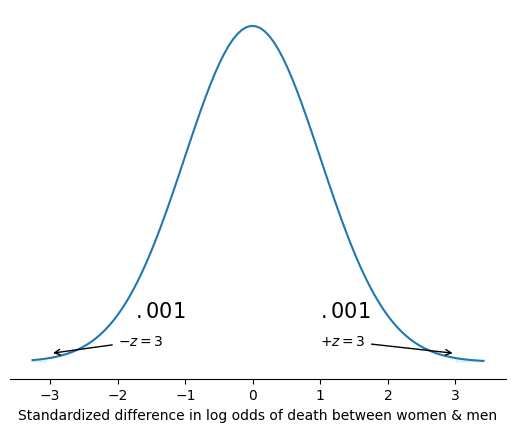 .001 .001
−z = 3 +z = 3
−3 −2 −1 0 1 2 3
Standardized difference in log odds of death between women & men